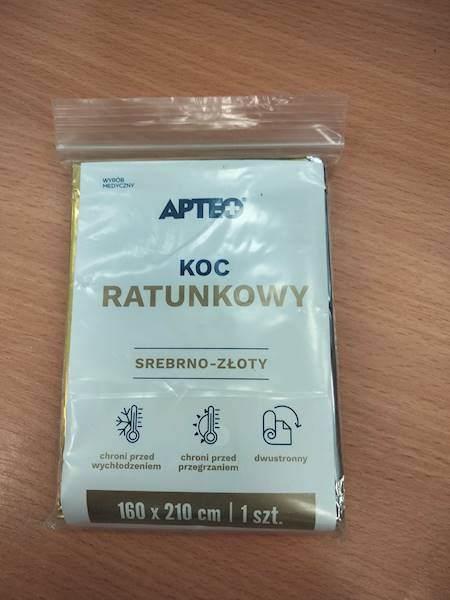 WYRÓB
MEDYCZNY
APTEO
KOC
RATUNKOWY
SREBRNO-ZŁOTY
chroni przed
wychłodzeniem
chroni przed
przegrzaniem
dwustronny
160 x 210 cm | 1 szt.